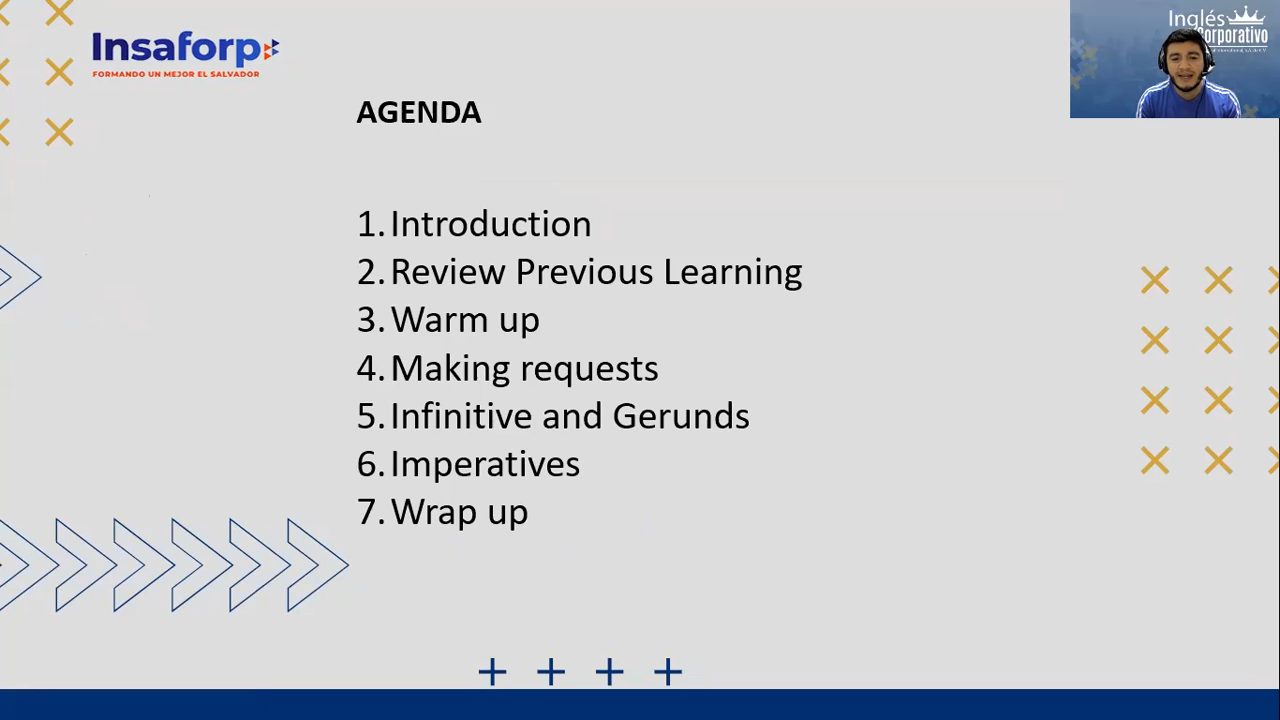 Insaforp
FORMANDO UN MEJOR EL SALVADOR
Inglés
Corporativo
AGENDA
1. Introduction
2. Review Previous Learning
3. Warm up
4. Making requests
5. Infinitive and Gerunds
6. Imperatives
7. Wrap up